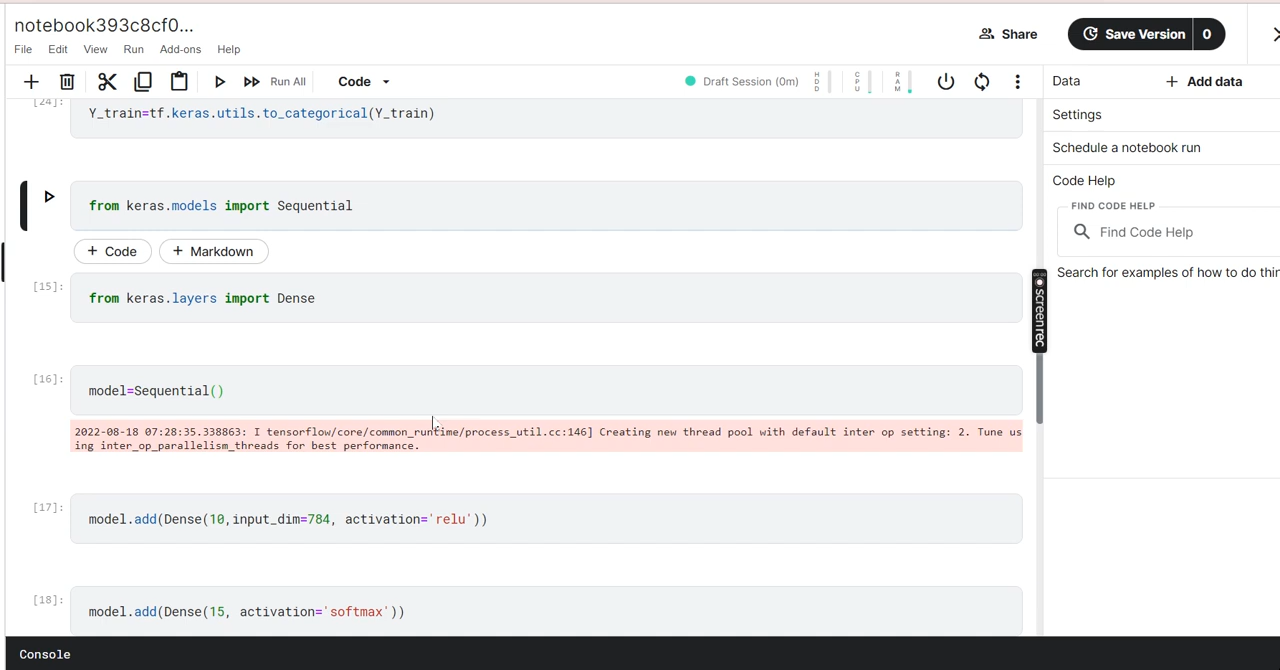 notebook393c8cf0...
File Edit View Run Add-ons Help
Share
Save Version 0
Run All
Code
Draft Session (0m)
HDD
CPU
RAM
Data
Add data
[24]:
Y_train=tf.keras.utils.to_categorical(Y_train)
Settings
Schedule a notebook run
Code Help
FIND CODE HELP
Find Code Help
Search for examples of how to do thin
from keras.models import Sequential
+ Code
+ Markdown
[15]:
from keras.layers import Dense
screenrec
[16]:
model=Sequential()
2022-08-18 07:28:35.338863: I tensorflow/core/common_runtime/process_util.cc:146] Creating new thread pool with default inter op setting: 2. Tune us
ing inter_op_parallelism_threads for best performance.
[17]:
model.add(Dense(10,input_dim=784, activation='relu'))
[18]:
model.add(Dense(15, activation='softmax'))
Console